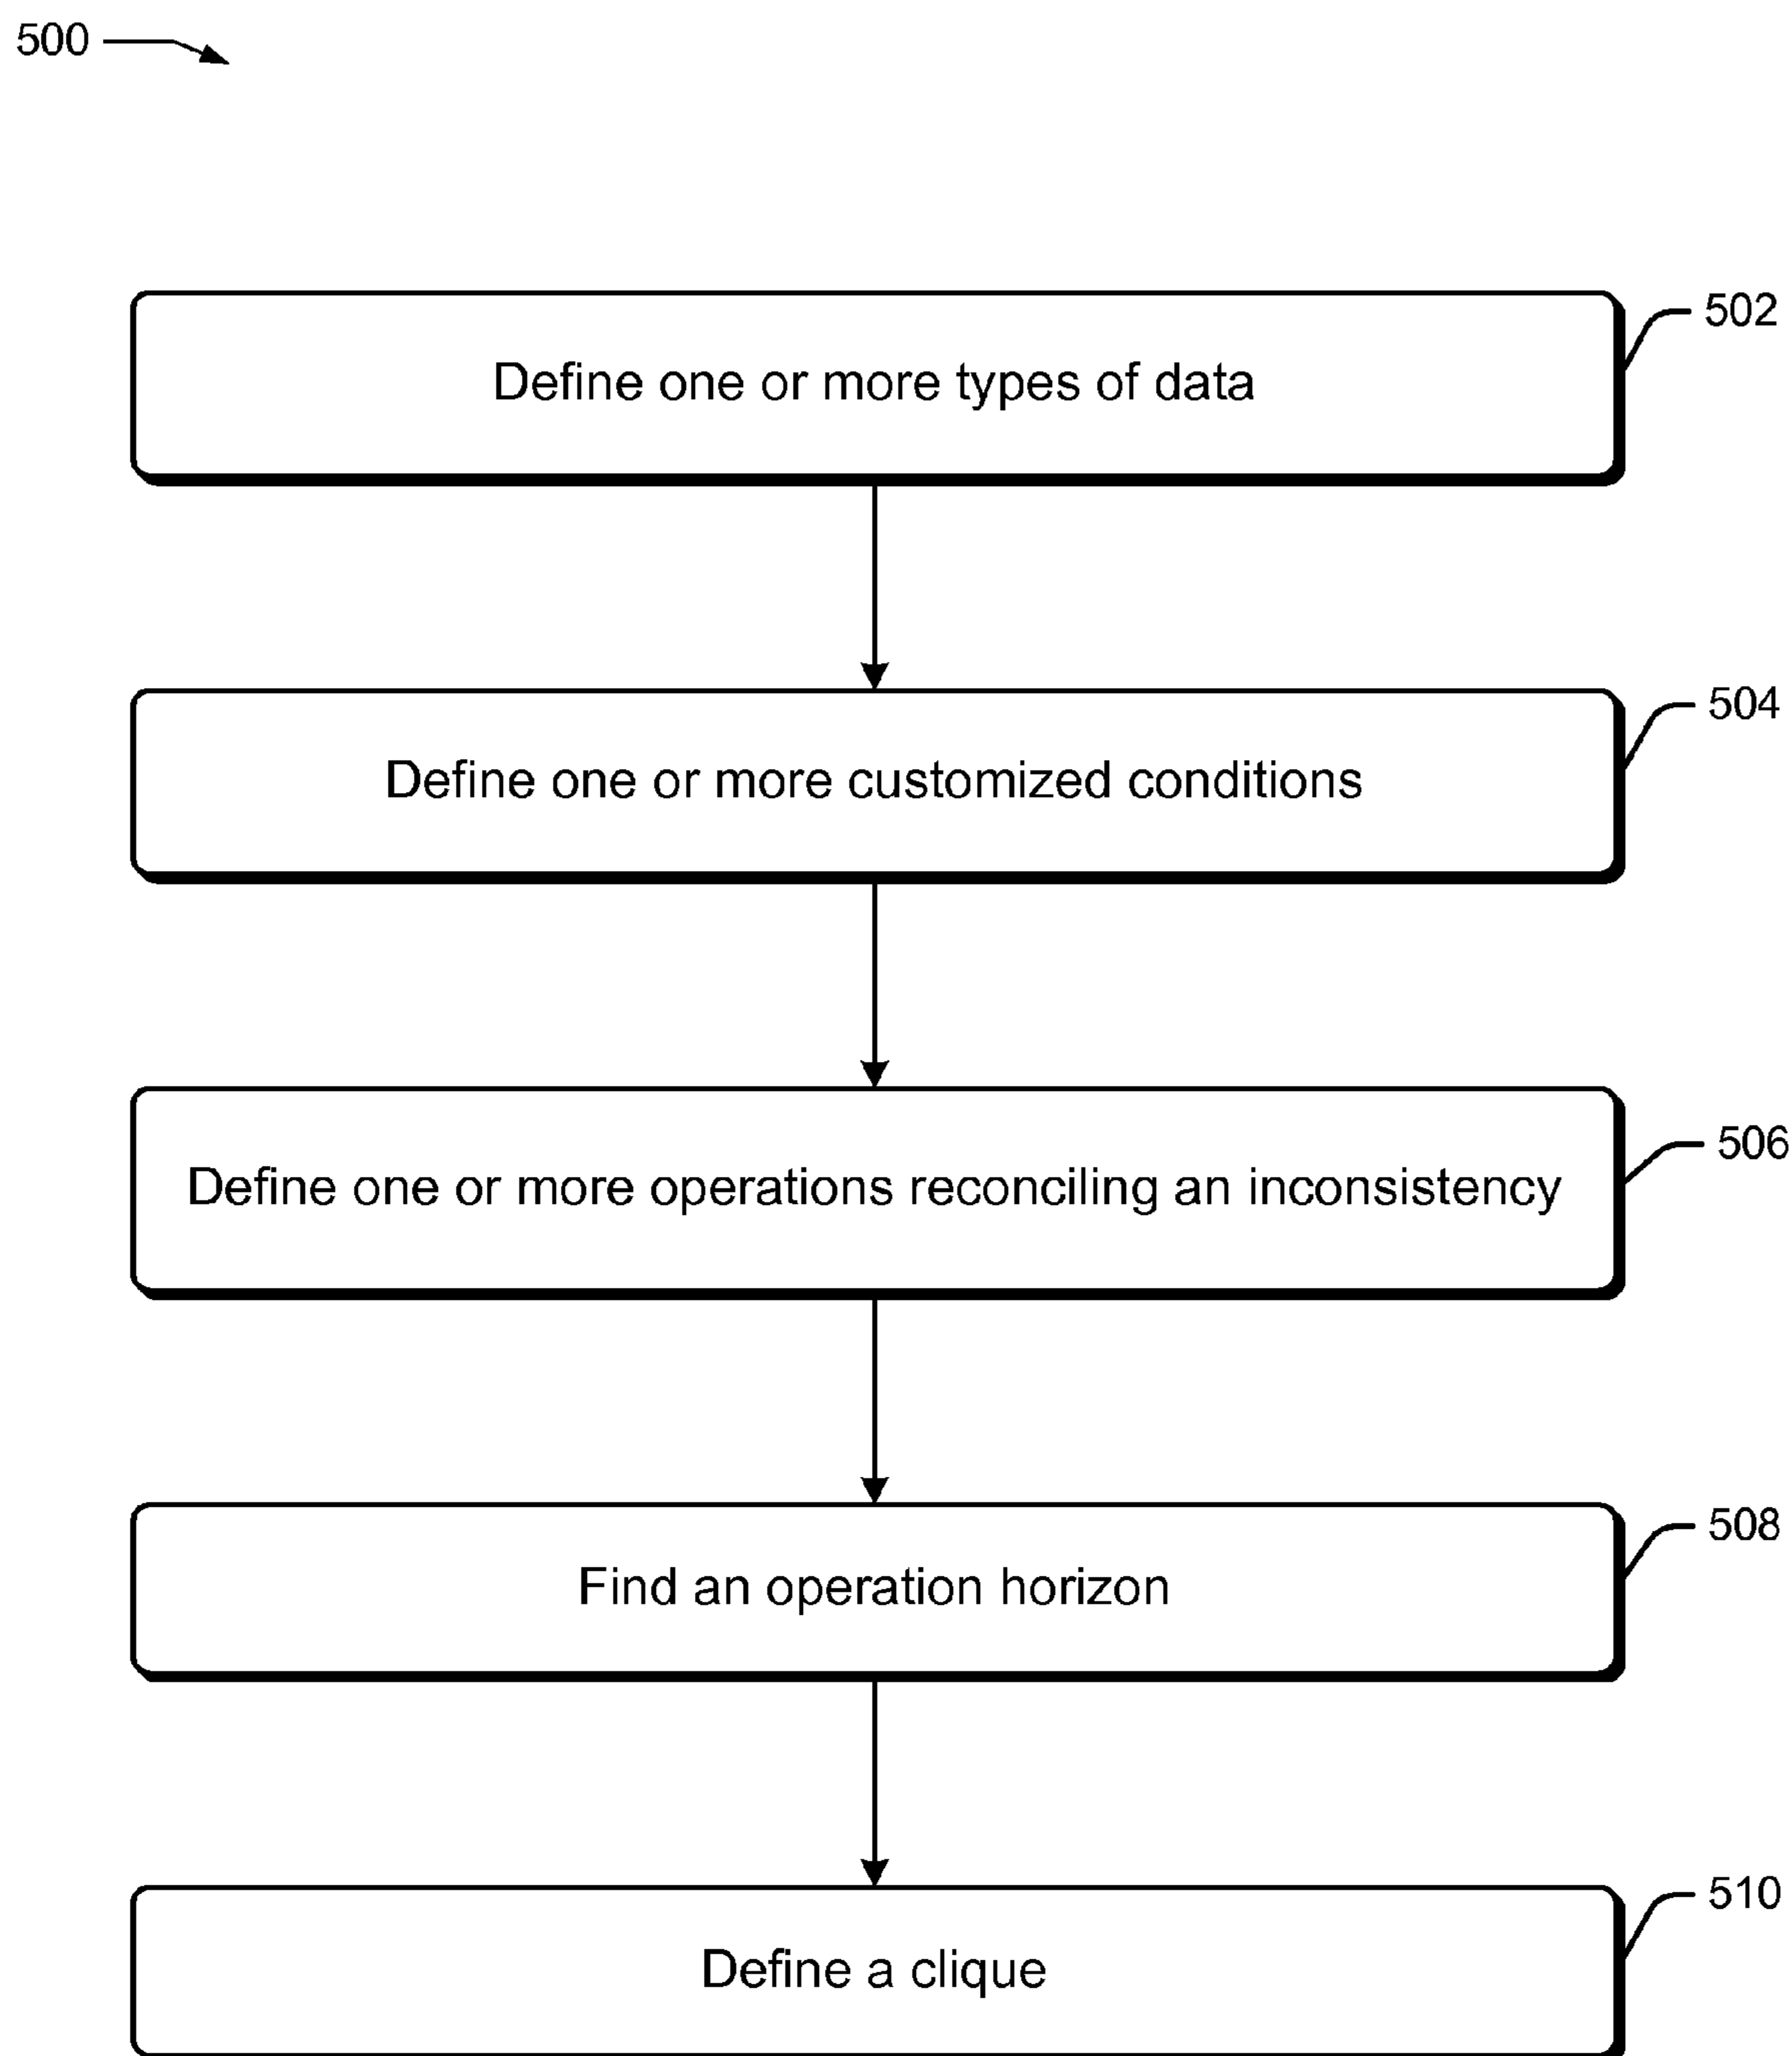 500
502
Define one or more types of data
504
Define one or more customized conditions
506
Define one or more operations reconciling an inconsistency
508
Find an operation horizon
510
Define a clique